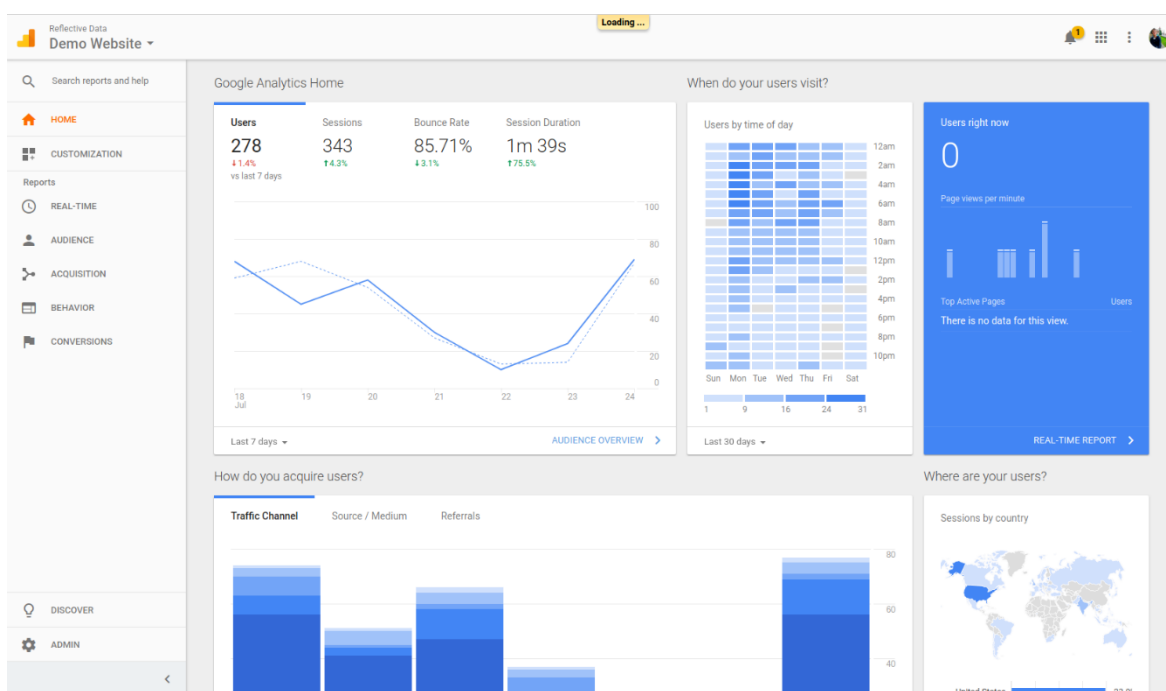 Loading ...
Reflective Data
Demo Website
1
Search reports and help
HOME
CUSTOMIZATION
Reports
REAL-TIME
AUDIENCE
ACQUISITION
BEHAVIOR
CONVERSIONS
DISCOVER
ADMIN
Google Analytics Home
Users
278
1.4%
vs last 7 days
Sessions
343
4.3%
Bounce Rate
85.71%
3.1%
Session Duration
1m 39s
75.5%
100
80
60
40
20
0
18 19 20 21 22 23 24
Jul
Last 7 days
AUDIENCE OVERVIEW
When do your users visit?
Users by time of day
12am
2am
4am
6am
8am
10am
12pm
2pm
4pm
6pm
8pm
10pm
Sun Mon Tue Wed Thu Fri Sat
1 9 16 24 31
Last 30 days
Users right now
0
Page views per minute
Top Active Pages Users
There is no data for this view.
REAL-TIME REPORT
How do you acquire users?
Traffic Channel Source / Medium Referrals
80
60
40
Where are your users?
Sessions by country
United States